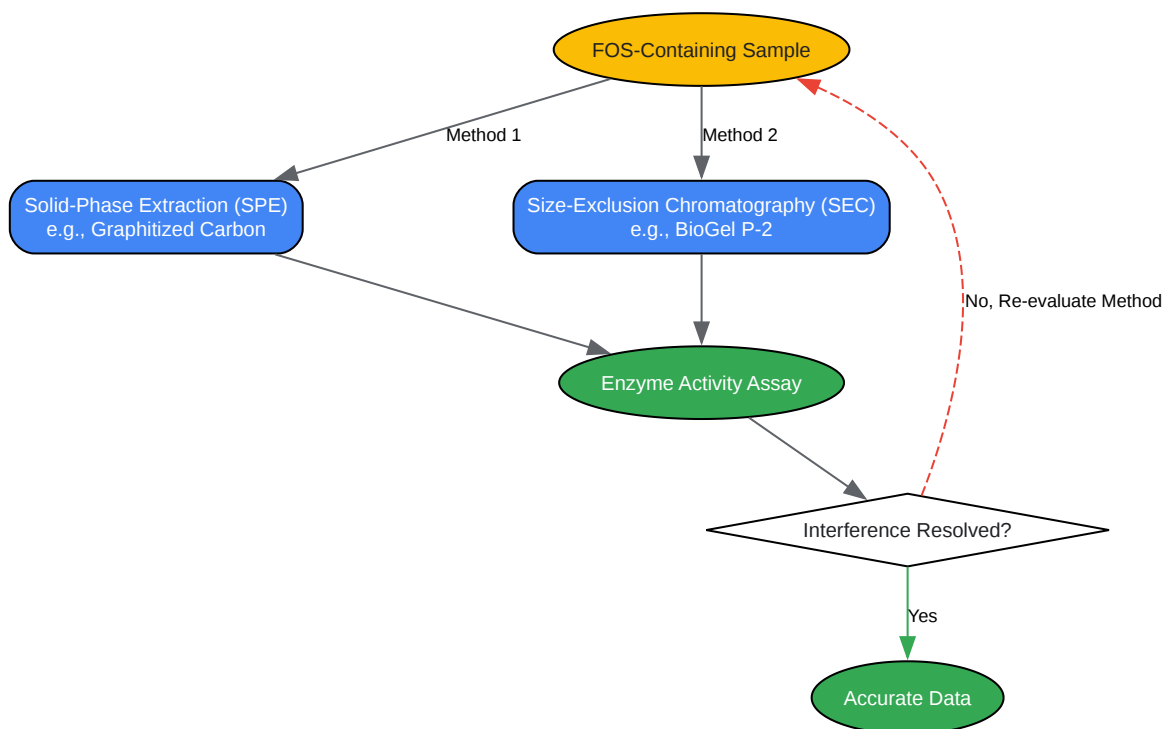 FOS-Containing Sample
Method 1
Method 2
Solid-Phase Extraction (SPE)
e.g., Graphitized Carbon
Size-Exclusion Chromatography (SEC)
e.g., BioGel P-2
No, Re-evaluate Method
Enzyme Activity Assay
Interference Resolved?
Yes
Accurate Data